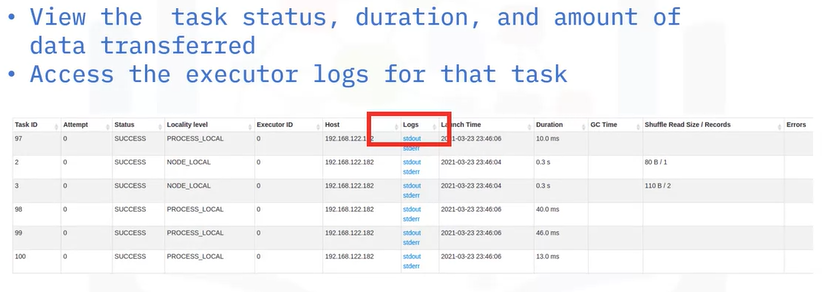 • View the task status, duration, and amount of
data transferred
• Access the executor logs for that task
Task ID Attempt Status Locality level Executor ID Host Logs Launch Time Duration GC Time Shuffle Read Size / Records Errors
97 0 SUCCESS PROCESS_LOCAL 0 192.168.122.182 stdout 2021-03-23 23:46:06 10.0 ms
stderr
2 0 SUCCESS NODE_LOCAL 0 192.168.122.182 stdout 2021-03-23 23:46:04 0.3 s 80 B / 1
stderr
3 0 SUCCESS NODE_LOCAL 0 192.168.122.182 stdout 2021-03-23 23:46:04 0.3 s 110 B / 2
stderr
98 0 SUCCESS PROCESS_LOCAL 0 192.168.122.182 stdout 2021-03-23 23:46:06 40.0 ms
stderr
99 0 SUCCESS PROCESS_LOCAL 0 192.168.122.182 stdout 2021-03-23 23:46:06 46.0 ms
stderr
100 0 SUCCESS PROCESS_LOCAL 0 192.168.122.182 stdout 2021-03-23 23:46:06 13.0 ms
stderr